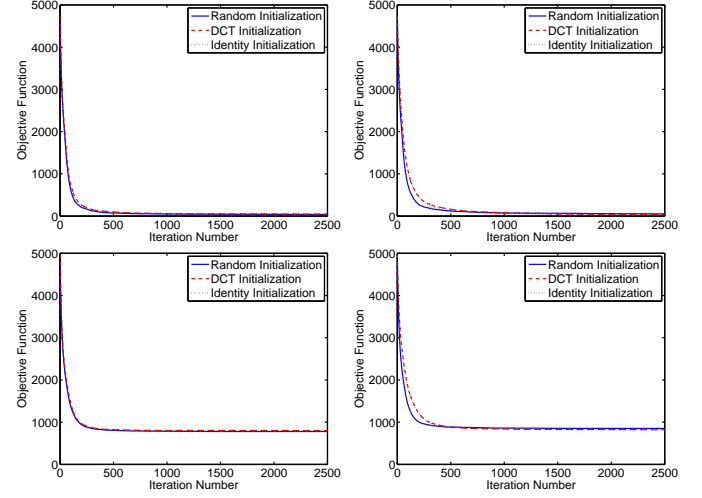 5000
4000
3000
2000
1000
0
Objective Function
Random Initialization
DCT Initialization
Identity Initialization
0 500 1000 1500 2000 2500
Iteration Number
5000
4000
3000
2000
1000
0
Objective Function
Random Initialization
DCT Initialization
Identity Initialization
0 500 1000 1500 2000 2500
Iteration Number
5000
4000
3000
2000
1000
0
Objective Function
Random Initialization
DCT Initialization
Identity Initialization
0 500 1000 1500 2000 2500
Iteration Number
5000
4000
3000
2000
1000
0
Objective Function
Random Initialization
DCT Initialization
Identity Initialization
0 500 1000 1500 2000 2500
Iteration Number